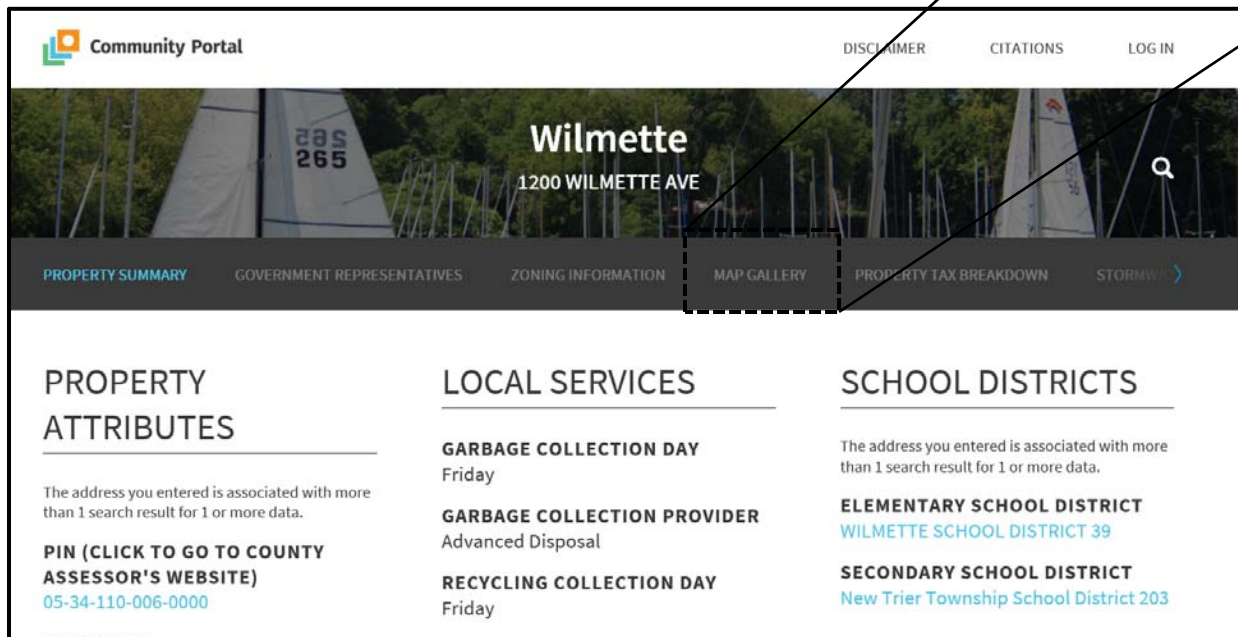 Community Portal
DISCLAIMER CITATIONS LOG IN
265
Wilmette
1200 WILMETTE AVE
PROPERTY SUMMARY GOVERNMENT REPRESENTATIVES ZONING INFORMATION MAP GALLERY PROPERTY TAX BREAKDOWN
PROPERTY
ATTRIBUTES
The address you entered is associated with more
than 1 search result for 1 or more data.
PIN (CLICK TO GO TO COUNTY
ASSESSOR'S WEBSITE)
05-34-110-006-0000
LOCAL SERVICES
GARBAGE COLLECTION DAY
Friday
GARBAGE COLLECTION PROVIDER
Advanced Disposal
RECYCLING COLLECTION DAY
Friday
SCHOOL DISTRICTS
The address you entered is associated with more
than 1 search result for 1 or more data.
ELEMENTARY SCHOOL DISTRICT
WILMETTE SCHOOL DISTRICT 39
SECONDARY SCHOOL DISTRICT
New Trier Township School District 203